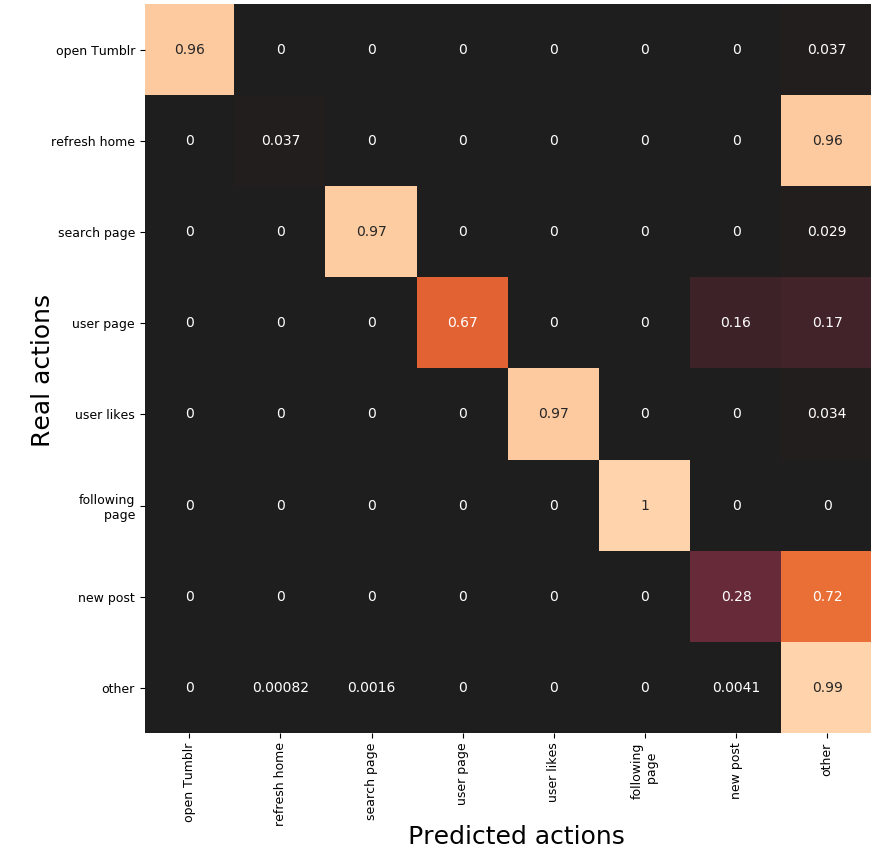 open Tumblr 0.96 0 0 0 0 0 0 0.037
refresh home 0 0.037 0 0 0 0 0 0.96
search page 0 0 0.97 0 0 0 0 0.029
user page 0 0 0 0.67 0 0 0.16 0.17
user likes 0 0 0 0 0.97 0 0 0.034
following
page 0 0 0 0 0 1 0 0
new post 0 0 0 0 0 0 0.28 0.72
other 0 0.00082 0.0016 0 0 0 0.0041 0.99
Real actions
open Tumblr
refresh home
search page
user page
user likes
following
page
new post
other
Predicted actions